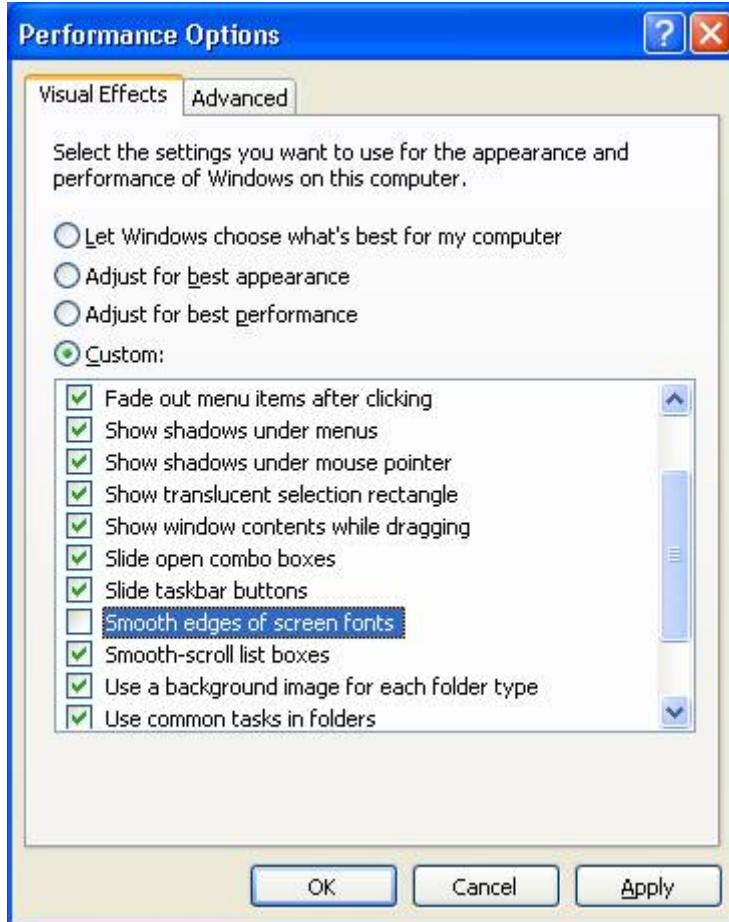 Performance Options
Visual Effects
Advanced
Select the settings you want to use for the appearance and
performance of Windows on this computer.
Let Windows choose what's best for my computer
Adjust for best appearance
Adjust for best performance
Custom:
Fade out menu items after clicking
Show shadows under menus
Show shadows under mouse pointer
Show translucent selection rectangle
Show window contents while dragging
Slide open combo boxes
Slide taskbar buttons
Smooth edges of screen fonts
Smooth-scroll list boxes
Use a background image for each folder type
Use common tasks in folders
OK
Cancel
Apply